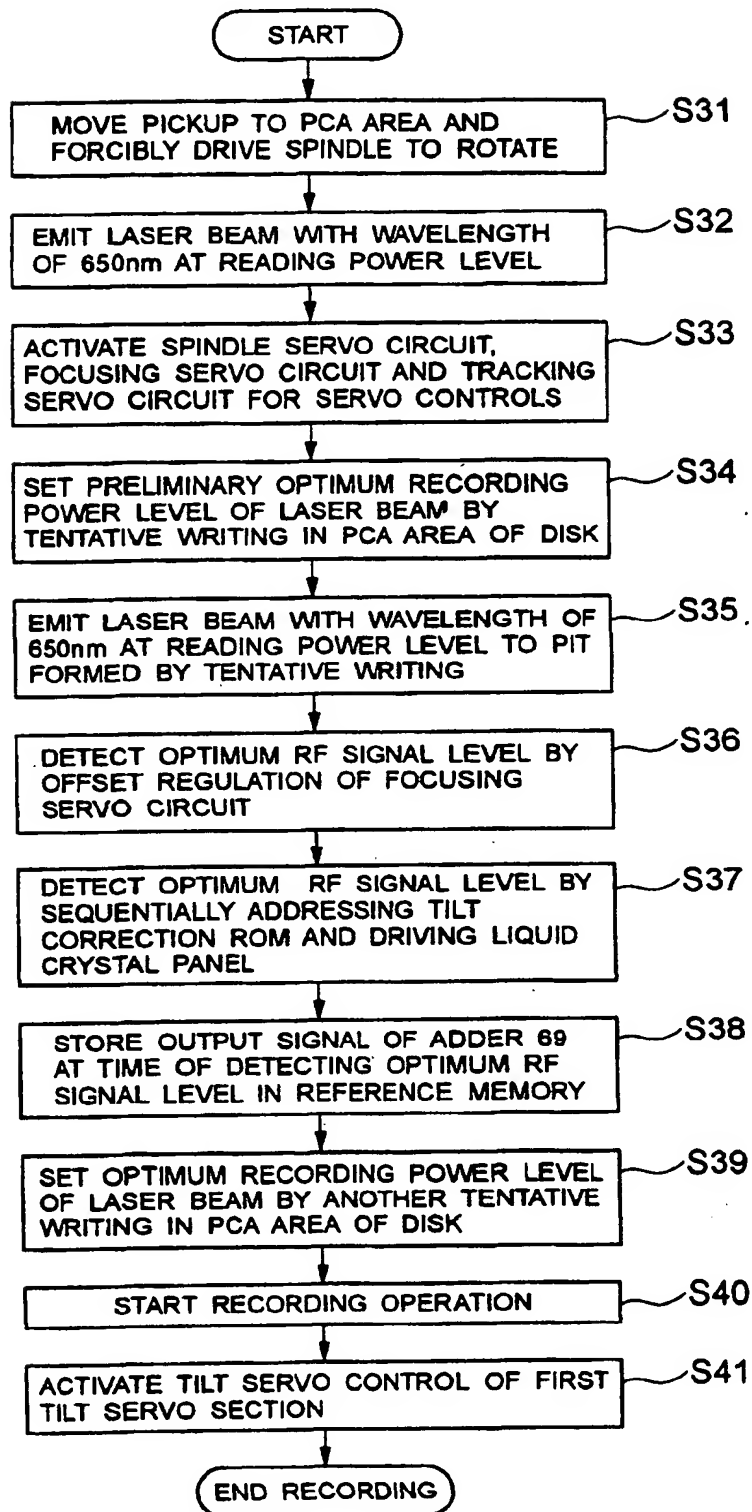 START
MOVE PICKUP TO PCA AREA AND
FORCIBLY DRIVE SPINDLE TO ROTATE
S31
EMIT LASER BEAM WITH WAVELENGTH
OF 650nm AT READING POWER LEVEL
S32
ACTIVATE SPINDLE SERVO CIRCUIT,
FOCUSING SERVO CIRCUIT AND TRACKING
SERVO CIRCUIT FOR SERVO CONTROLS
S33
SET PRELIMINARY OPTIMUM RECORDING
POWER LEVEL OF LASER BEAM BY
TENTATIVE WRITING IN PCA AREA OF DISK
S34
EMIT LASER BEAM WITH WAVELENGTH OF
650nm AT READING POWER LEVEL TO PIT
FORMED BY TENTATIVE WRITING
S35
DETECT OPTIMUM RF SIGNAL LEVEL BY
OFFSET REGULATION OF FOCUSING
SERVO CIRCUIT
S36
DETECT OPTIMUM RF SIGNAL LEVEL BY
SEQUENTIALLY ADDRESSING TILT
CORRECTION ROM AND DRIVING LIQUID
CRYSTAL PANEL
S37
STORE OUTPUT SIGNAL OF ADDER 69
AT TIME OF DETECTING OPTIMUM RF
SIGNAL LEVEL IN REFERENCE MEMORY
S38
SET OPTIMUM RECORDING POWER LEVEL
OF LASER BEAM BY ANOTHER TENTATIVE
WRITING IN PCA AREA OF DISK
S39
START RECORDING OPERATION
S40
ACTIVATE TILT SERVO CONTROL OF FIRST
TILT SERVO SECTION
S41
END RECORDING